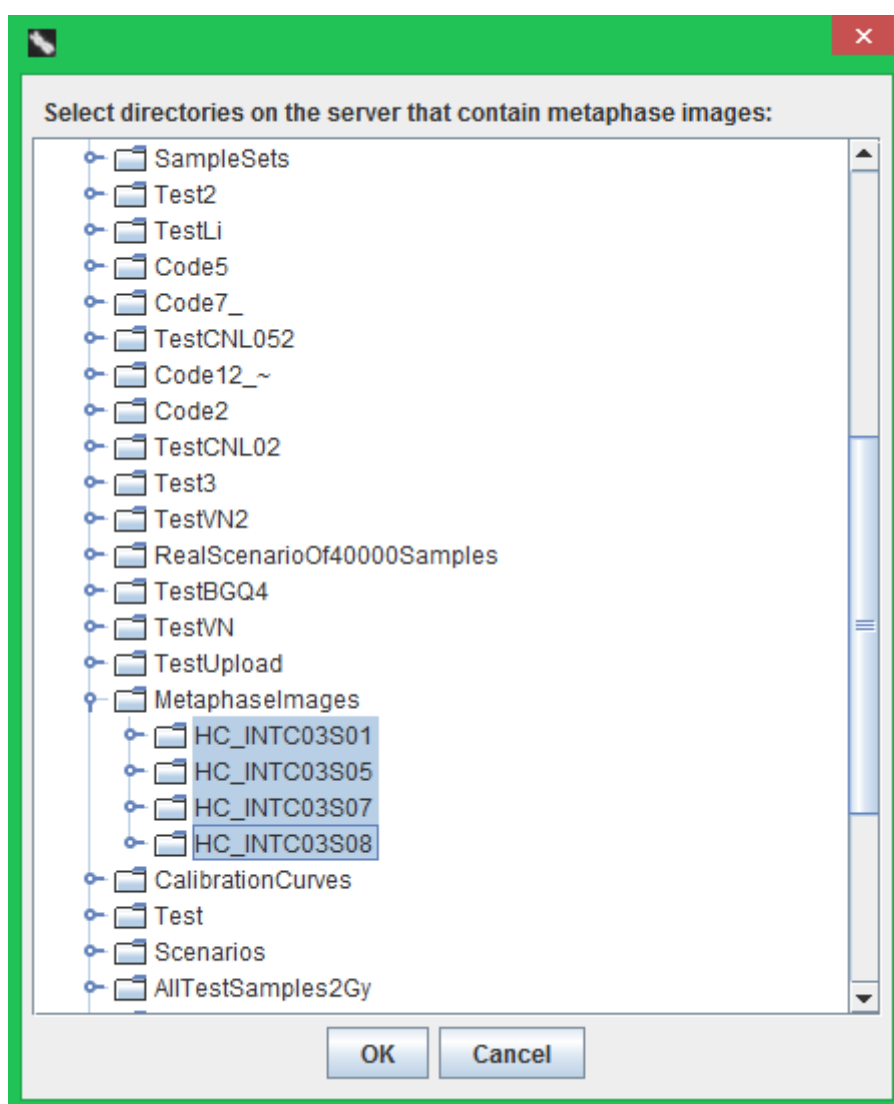 Select directories on the server that contain metaphase images:
SampleSets
Test2
TestLi
Code5
Code7_
TestCNL052
Code12_~
Code2
TestCNL02
Test3
TestVN2
RealScenarioOf40000Samples
TestBGQ4
TestVN
TestUpload
MetaphaseImages
HC_INTC03S01
HC_INTC03S05
HC_INTC03S07
HC_INTC03S08
CalibrationCurves
Test
Scenarios
AllTestSamples2Gy
OK Cancel